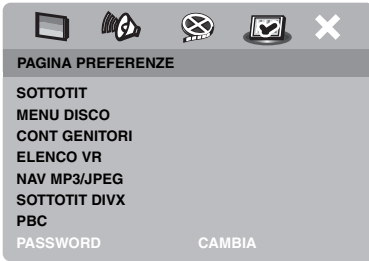 PAGINA PREFERENZE
SOTTOTIT
MENU DISCO
CONT GENITORI
ELENCO VR
NAV MP3/JPEG
SOTTOTIT DIVX
PBC
PASSWORD CAMBIA